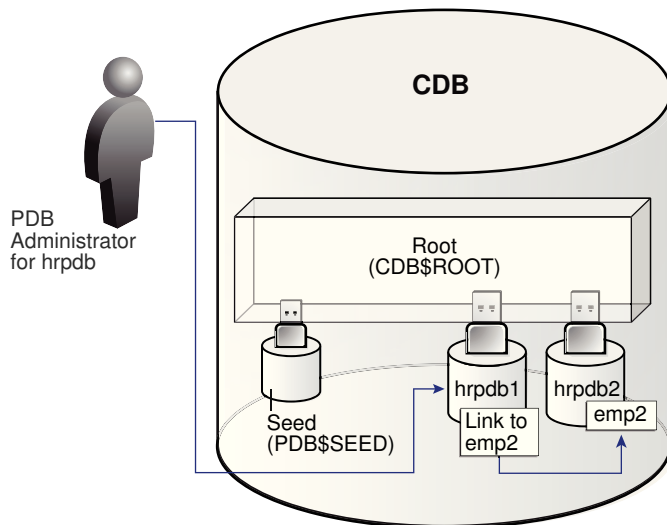 CDB
PDB
Administrator
for hrpdb
Root
(CDB$ROOT)
Seed
(PDB$SEED)
hrpdb1
Link to
emp2
hrpdb2
emp2